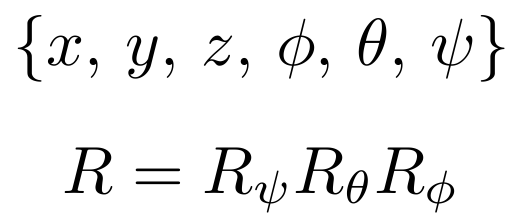 {x, y, z, ϕ, θ, ψ}
R = R_ψ R_θ R_ϕ